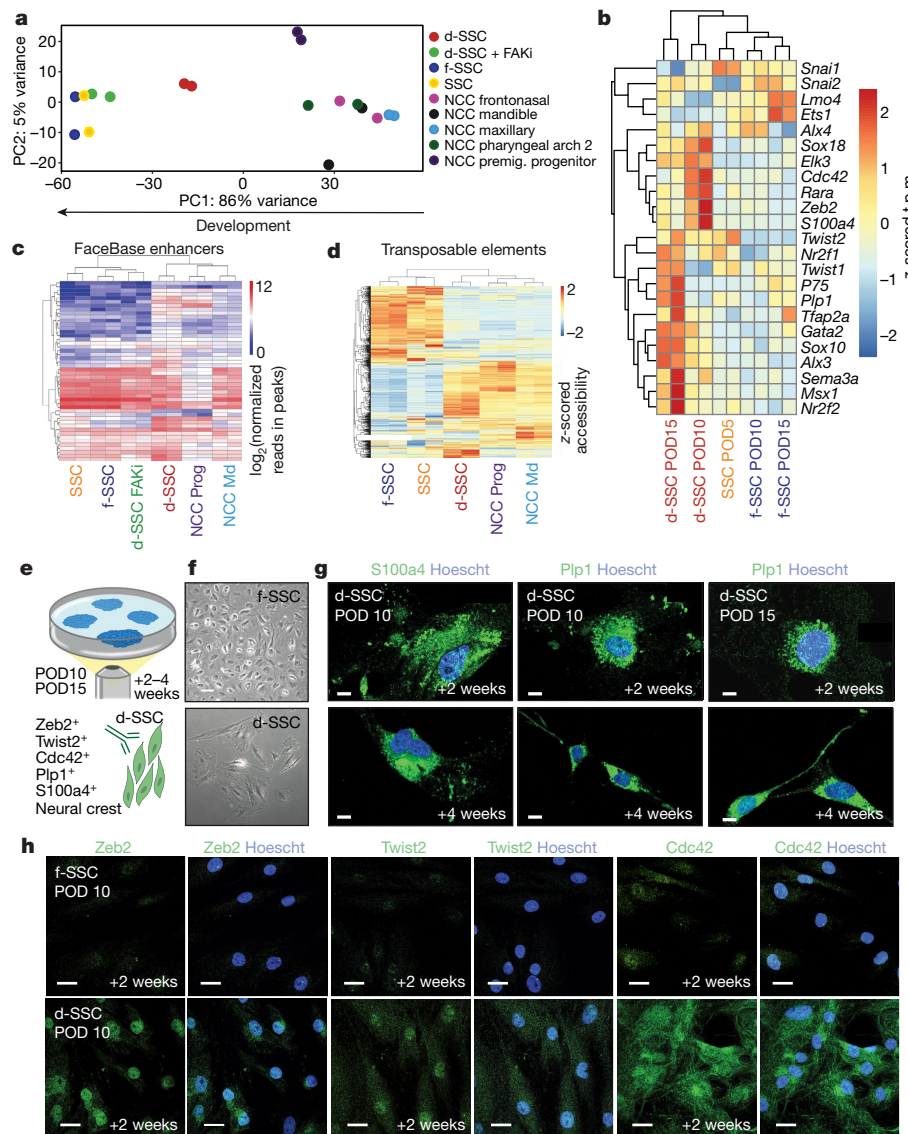 a
PC2: 5% variance
20
10
0
−10
−20
−60
−30
0
30
PC1: 86% variance
Development
d-SSC
d-SSC + FAKi
f-SSC
SSC
NCC frontonasal
NCC mandible
NCC maxillary
NCC pharyngeal arch 2
NCC premig. progenitor
b
Snai1
Snai2
Lmo4
Ets1
Alx4
Sox18
Elk3
Cdc42
Rara
Zeb2
S100a4
Twist2
Nr2f1
Twist1
P75
Plp1
Tfap2a
Gata2
Sox10
Alx3
Sema3a
Msx1
Nr2f2
2
1
0
−1
−2
d-SSC POD15
d-SSC POD10
SSC POD5
f-SSC POD10
f-SSC POD15
c
FaceBase enhancers
12
0
log2(normalized
reads in peaks)
SSC
f-SSC
d-SSC FAKi
d-SSC
NCC Prog
NCC Md
d
Transposable elements
2
−2
z-scored
accessibility
f-SSC
SSC
d-SSC
NCC Prog
NCC Md
e
POD10
POD15
+2–4
weeks
d-SSC
Zeb2+
Twist2+
Cdc42+
Plp1+
S100a4+
Neural crest
f
f-SSC
d-SSC
g
S100a4 Hoescht
Plp1 Hoescht
Plp1 Hoescht
d-SSC
POD 10
+2 weeks
d-SSC
POD 10
+2 weeks
d-SSC
POD 15
+2 weeks
+4 weeks
+4 weeks
+4 weeks
h
Zeb2
Zeb2 Hoescht
Twist2
Twist2 Hoescht
Cdc42
Cdc42 Hoescht
f-SSC
POD 10
+2 weeks
+2 weeks
+2 weeks
d-SSC
POD 10
+2 weeks
+2 weeks
+2 weeks